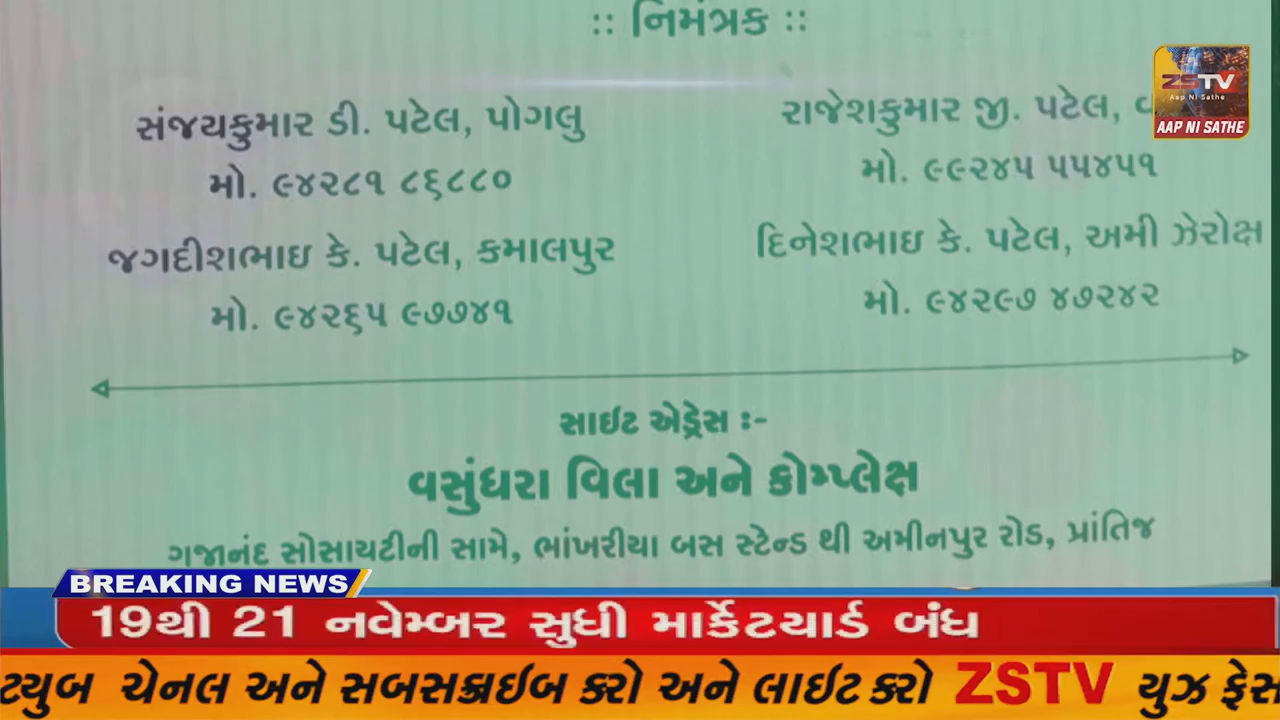 :: નિમંત્રક ::
સંજયકુમાર ડી. પટેલ, પોગલુ
મો. ૯૪૨૮૧ ૮૬૮૮૦
રાજેશકુમાર જી. પટેલ,
મો. ૯૯૨૪૫ ૫૫૪૫૧
જગદીશભાઇ કે. પટેલ, કમાલપુર
મો. ૯૪૨૬૫ ૯૭૭૪૧
દિનેશભાઇ કે. પટેલ, અમી ઝેરોક્ષ
મો. ૯૪૨૯૭ ૪૭૨૪૨
સાઇટ એડ્રેસ :-
વસુંધરા વિલા અને કોમ્પ્લેક્ષ
ગજાનંદ સોસાયટીની સામે, ભાંખરીયા બસ સ્ટેન્ડ થી અમીનપુર રોડ, પ્રાંતિજ
ZSTV
Aap Ni Sathe
AAP NI SATHE
BREAKING NEWS
19થી 21 નવેમ્બર સુધી માર્કેટયાર્ડ બંધ
ટ્યુબ ચેનલ અને સબસક્રાઇબ કરો અને લાઈટ કરો ZSTV યુઝ ફેસ